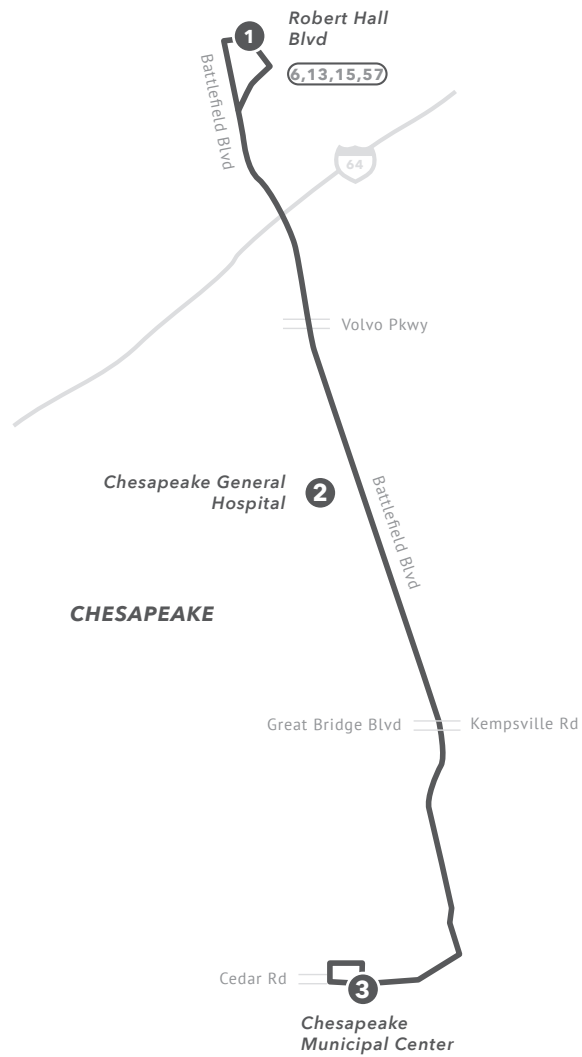 1
Robert Hall
Blvd
6,13,15,57
Battlefield Blvd
64
Volvo Pkwy
Chesapeake General
Hospital
2
Battlefield Blvd
CHESAPEAKE
Great Bridge Blvd
Kempsville Rd
Cedar Rd
3
Chesapeake
Municipal Center